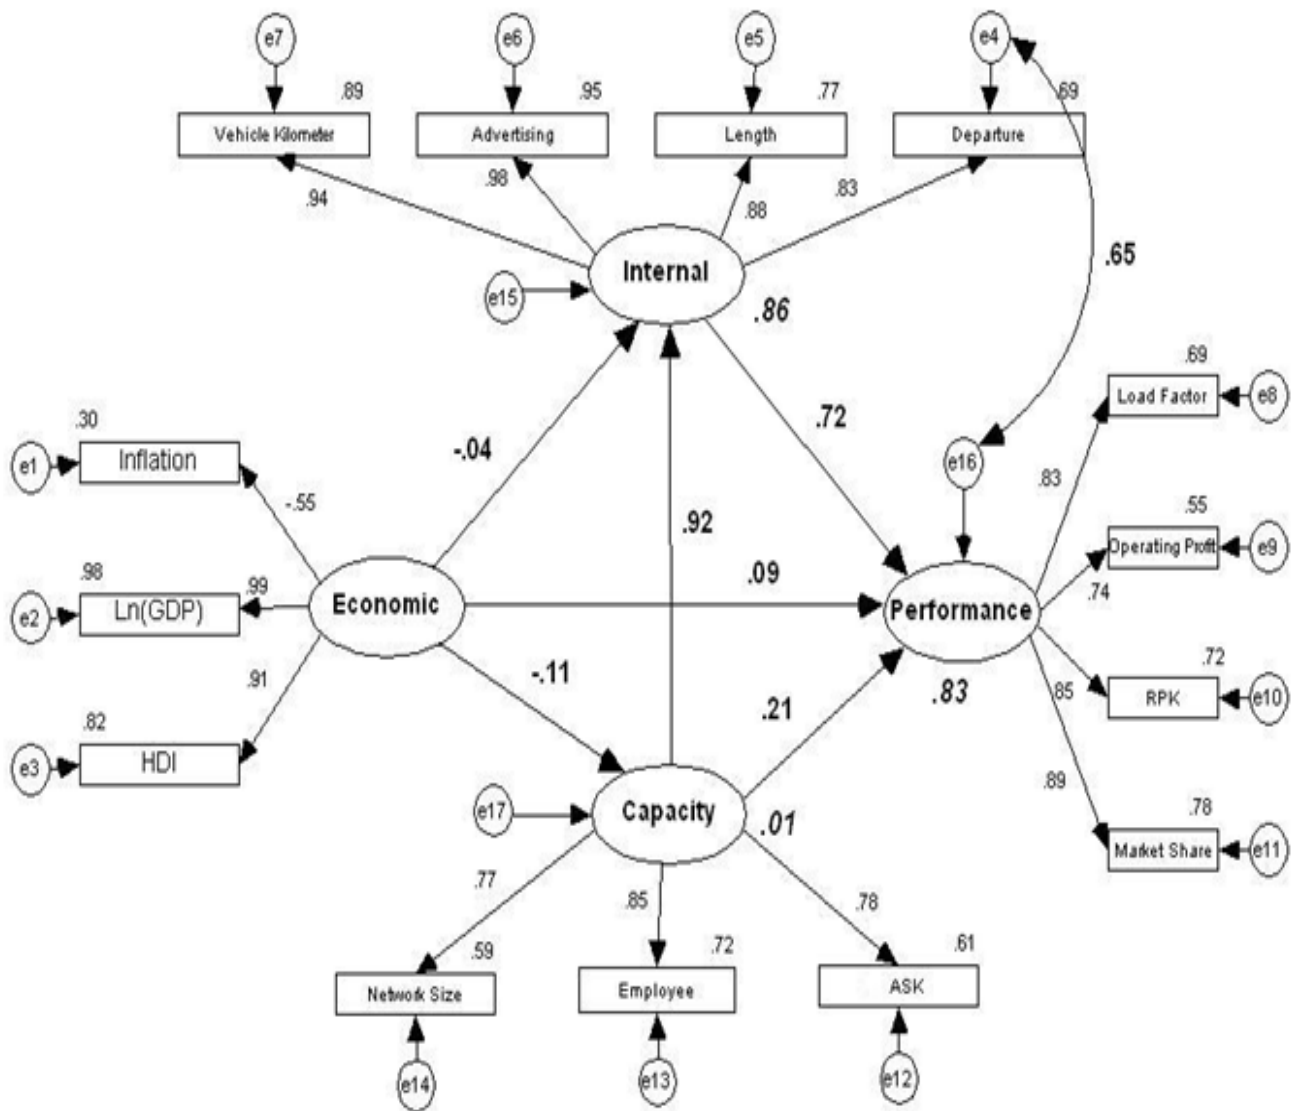 e7 e6 e5 e4
.89 .95 .77 .69
Vehicle Kilometer Advertising Length Departure
.94 .98 .88 .83
Internal
e15
.86
.65
.69
Load Factor e8
.30
e1 Inflation
-.55
-.04
.72
.92
e16
.83
.55
Operating Profit e9
.74
.98 .99
e2 Ln(GDP)
Economic
.09
Performance
.83
.91
-.11
.21
.72
.85
RPK e10
.82
e3 HDI
.89
.78
Market Share e11
e17
Capacity
.01
.77 .85 .78
.59 .72 .61
Network Size Employee ASK
e14 e13 e12